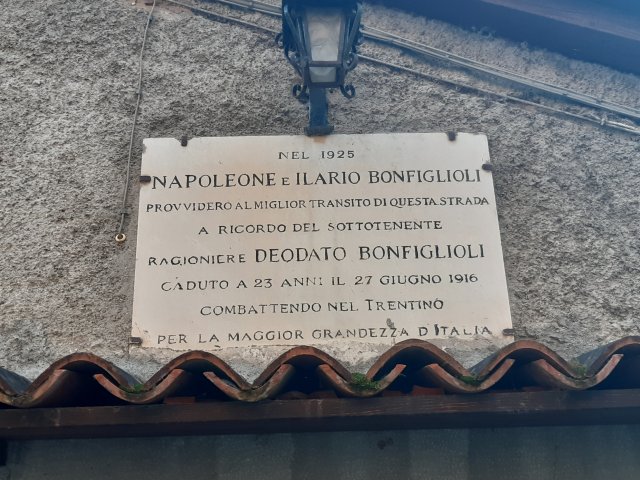 NEL 1925
NAPOLEONE E ILARIO BONFIGLIOLI
PROVVIDERO AL MIGLIOR TRANSITO DI QUESTA STRADA
A RICORDO DEL SOTTOTENENTE
RAGIONIERE DEODATO BONFIGLIOLI
CADUTO A 23 ANNI IL 27 GIUGNO 1916
COMBATTENDO NEL TRENTINO
PER LA MAGGIOR GRANDEZZA D'ITALIA